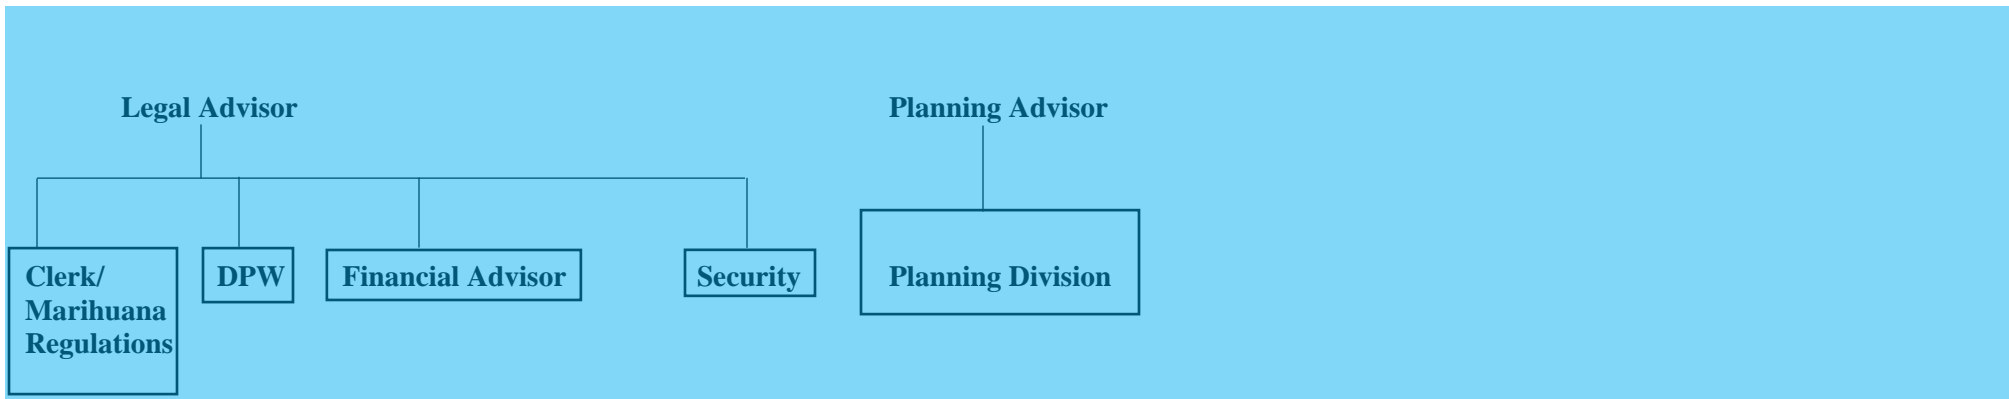 Legal Advisor
Planning Advisor
Clerk/
Marihuana
Regulations
DPW
Financial Advisor
Security
Planning Division